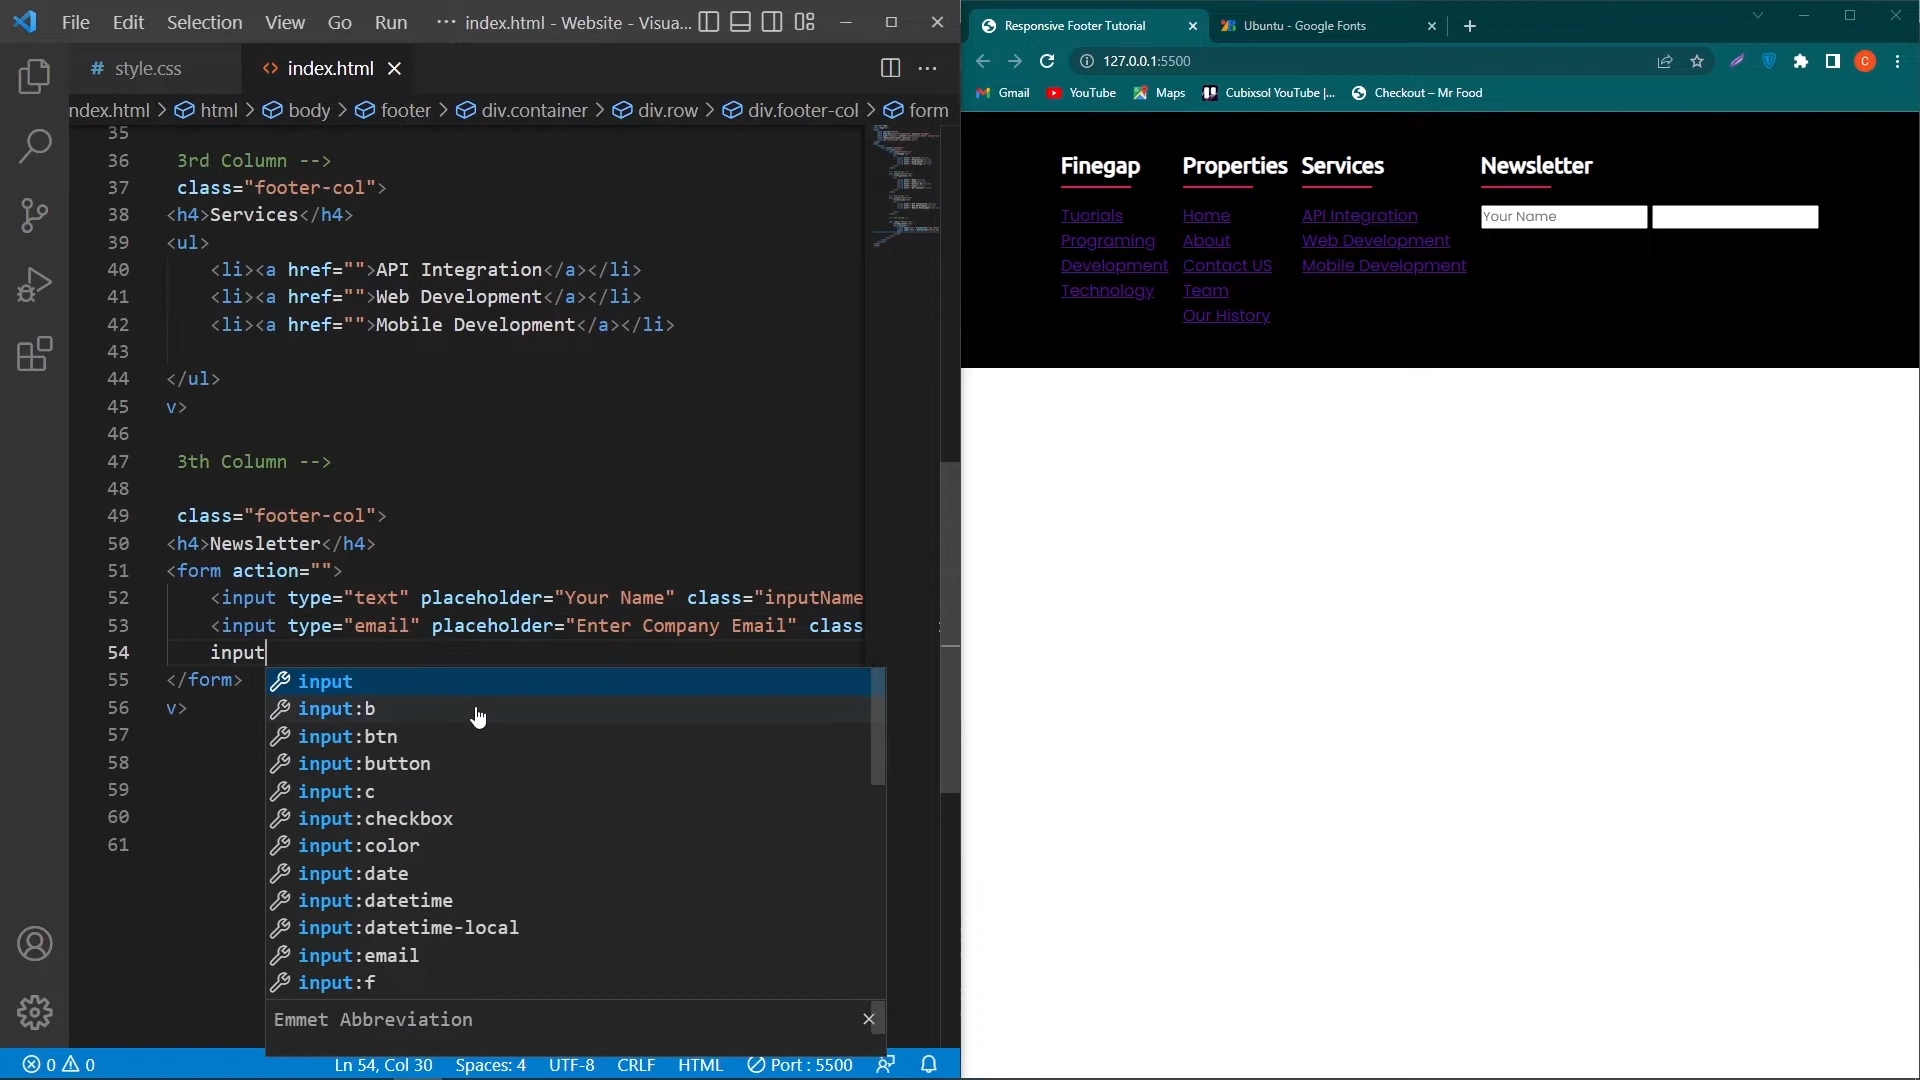 File Edit Selection View Go Run ··· index.html - Website - Visua...
# style.css
<> index.html
ndex.html > html > body > footer > div.container > div.row > div.footer-col > form
35
36 3rd Column -->
37 class="footer-col">
38 <h4>Services</h4>
39 <ul>
40 <li><a href="">API Integration</a></li>
41 <li><a href="">Web Development</a></li>
42 <li><a href="">Mobile Development</a></li>
43
44 </ul>
45 v>
46
47 3th Column -->
48
49 class="footer-col">
50 <h4>Newsletter</h4>
51 <form action="">
52 <input type="text" placeholder="Your Name" class="inputName
53 <input type="email" placeholder="Enter Company Email" class
54 input
55 </form>
56 v>
57
58
59
60
61
input
input:b
input:btn
input:button
input:c
input:checkbox
input:color
input:date
input:datetime
input:datetime-local
input:email
input:f
Emmet Abbreviation
0 0 Ln 54, Col 30 Spaces: 4 UTF-8 CRLF HTML Port : 5500
Responsive Footer Tutorial
Ubuntu - Google Fonts
127.0.0.1:5500
C
Gmail YouTube Maps Cubixsol YouTube |... Checkout – Mr Food
Finegap
Tuorials
Programing
Development
Technology
Properties
Home
About
Contact US
Team
Our History
Services
API Integration
Web Development
Mobile Development
Newsletter
Your Name